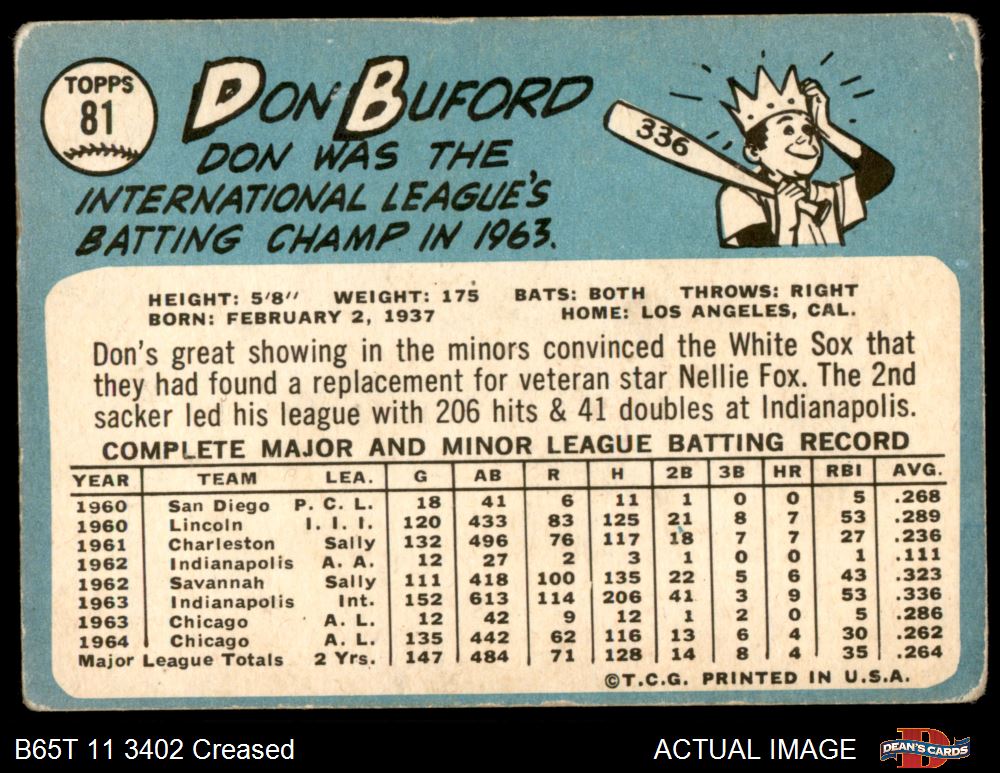 TOPPS
81
DON BUFORD
DON WAS THE
INTERNATIONAL LEAGUE'S
BATTING CHAMP IN 1963.
336
HEIGHT: 5'8" WEIGHT: 175 BATS: BOTH THROWS: RIGHT
BORN: FEBRUARY 2, 1937 HOME: LOS ANGELES, CAL.
Don's great showing in the minors convinced the White Sox that
they had found a replacement for veteran star Nellie Fox. The 2nd
sacker led his league with 206 hits & 41 doubles at Indianapolis.
COMPLETE MAJOR AND MINOR LEAGUE BATTING RECORD
YEAR TEAM LEA. G AB R H 2B 3B HR RBI AVG.
1960 San Diego P. C. L. 18 41 6 11 1 0 0 5 .268
1960 Lincoln I. I. I. 120 433 83 125 21 8 7 53 .289
1961 Charleston Sally 132 496 76 117 18 7 7 27 .236
1962 Indianapolis A. A. 12 27 2 3 1 0 0 1 .111
1962 Savannah Sally 111 418 100 135 22 5 6 43 .323
1963 Indianapolis Int. 152 613 114 206 41 3 9 53 .336
1963 Chicago A. L. 12 42 9 12 1 2 0 5 .286
1964 Chicago A. L. 135 442 62 116 13 6 4 30 .262
Major League Totals 2 Yrs. 147 484 71 128 14 8 4 35 .264
©T.C.G. PRINTED IN U.S.A.
B65T 11 3402 Creased ACTUAL IMAGE DEAN'S CARDS